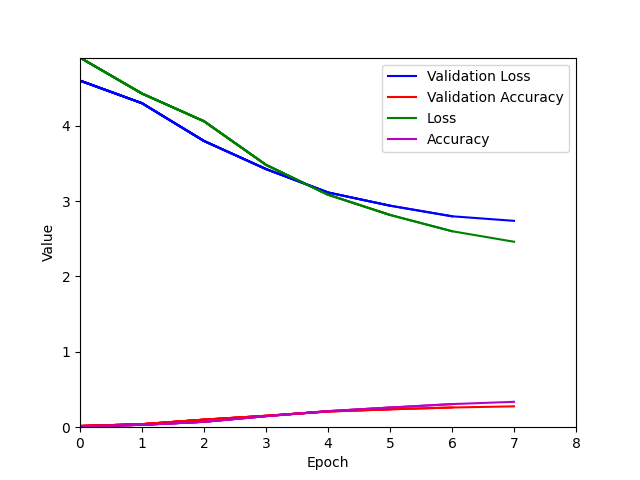 Validation Loss
Validation Accuracy
Loss
Accuracy
4
3
2
1
0
Value
0 1 2 3 4 5 6 7 8
Epoch